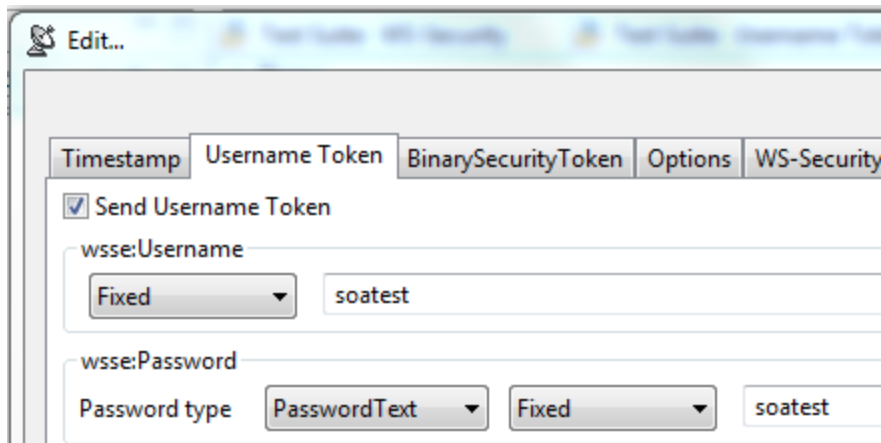 Edit...
Timestamp Username Token BinarySecurityToken Options WS-Security
Send Username Token
wsse:Username
Fixed soatest
wsse:Password
Password type PasswordText Fixed soatest